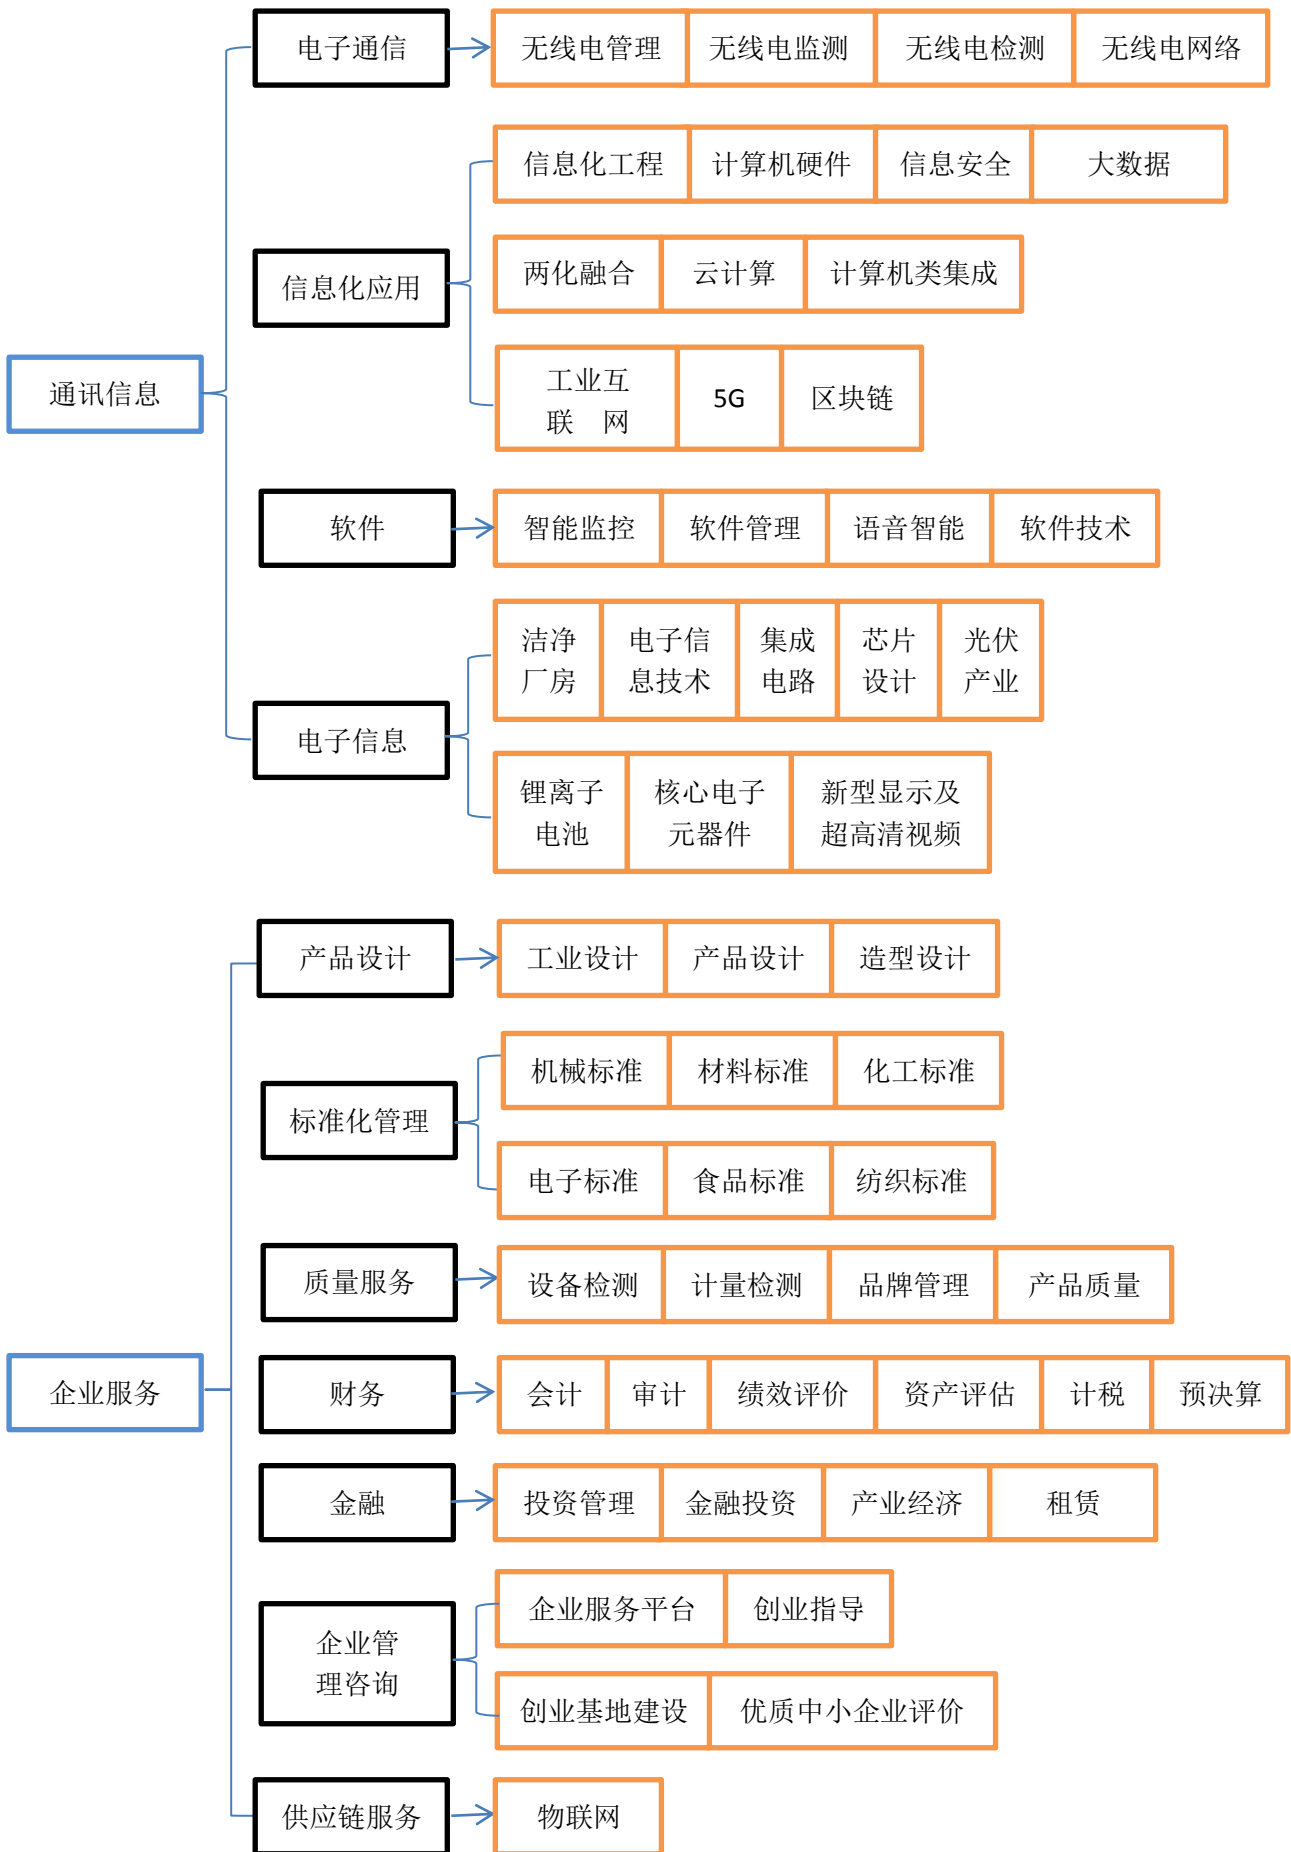 通讯信息
电子通信
无线电管理
无线电监测
无线电检测
无线电网络
信息化应用
信息化工程
计算机硬件
信息安全
大数据
两化融合
云计算
计算机类集成
工业互
联 网
5G
区块链
软件
智能监控
软件管理
语音智能
软件技术
电子信息
洁净
厂房
电子信
息技术
集成
电路
芯片
设计
光伏
产业
锂离子
电池
核心电子
元器件
新型显示及
超高清视频
企业服务
产品设计
工业设计
产品设计
造型设计
标准化管理
机械标准
材料标准
化工标准
电子标准
食品标准
纺织标准
质量服务
设备检测
计量检测
品牌管理
产品质量
财务
会计
审计
绩效评价
资产评估
计税
预决算
金融
投资管理
金融投资
产业经济
租赁
企业管
理咨询
企业服务平台
创业指导
创业基地建设
优质中小企业评价
供应链服务
物联网